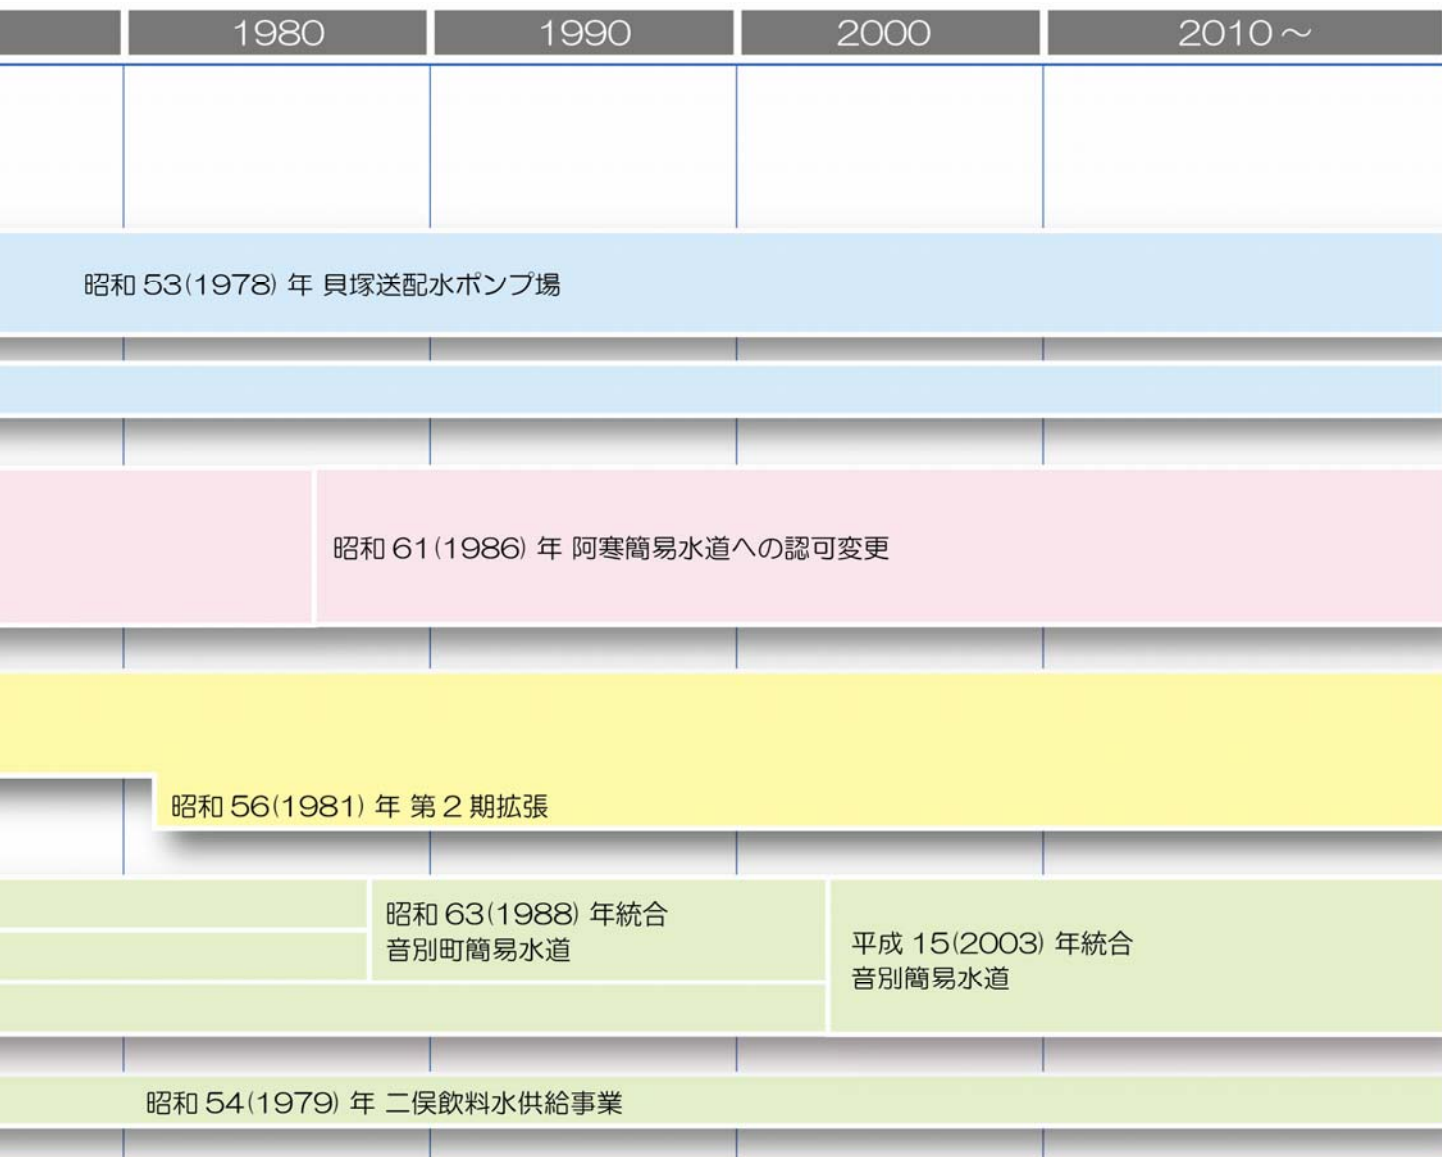 1980
1990
2000
2010～
昭和 53(1978) 年 貝塚送配水ポンプ場
昭和 61(1986) 年 阿寒簡易水道への認可変更
昭和 56(1981) 年 第 2 期拡張
昭和 63(1988) 年統合
音別町簡易水道
平成 15(2003) 年統合
音別簡易水道
昭和 54(1979) 年 二俣飲料水供給事業